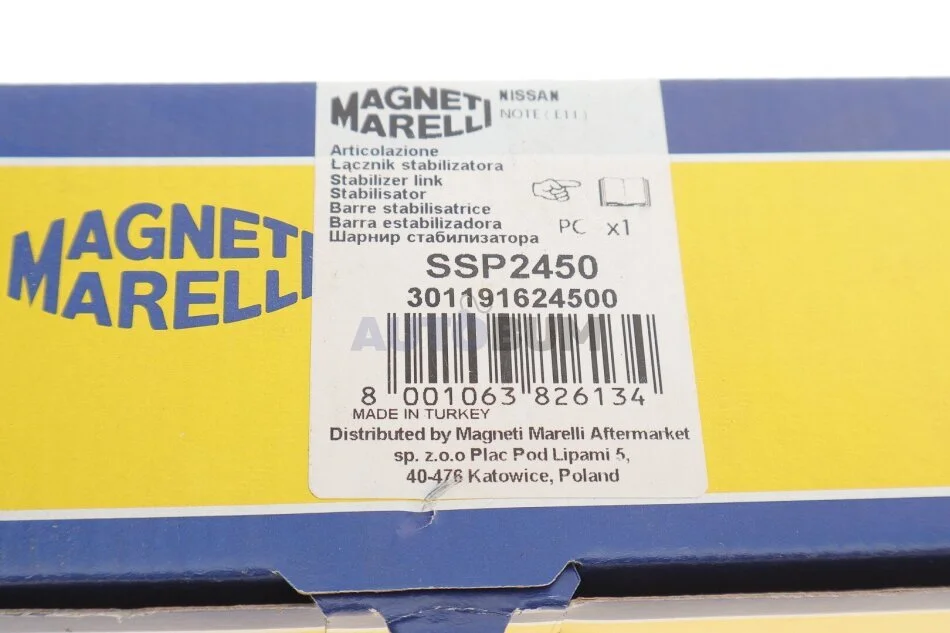 MAGNETI
MARELLI
NISSAN
NOTE (E11)
Articolazione
Łącznik stabilizatora
Stabilizer link
Stabilisator
Barre stabilisatrice
Barra estabilizadora
Шарнир стабилизатора
PC x1
SSP2450
301191624500
AUTOBUM
8 001063 826134
MADE IN TURKEY
Distributed by Magneti Marelli Aftermarket
sp. z.o.o Plac Pod Lipami 5,
40-476 Katowice, Poland
MAGNETI
MARELLI